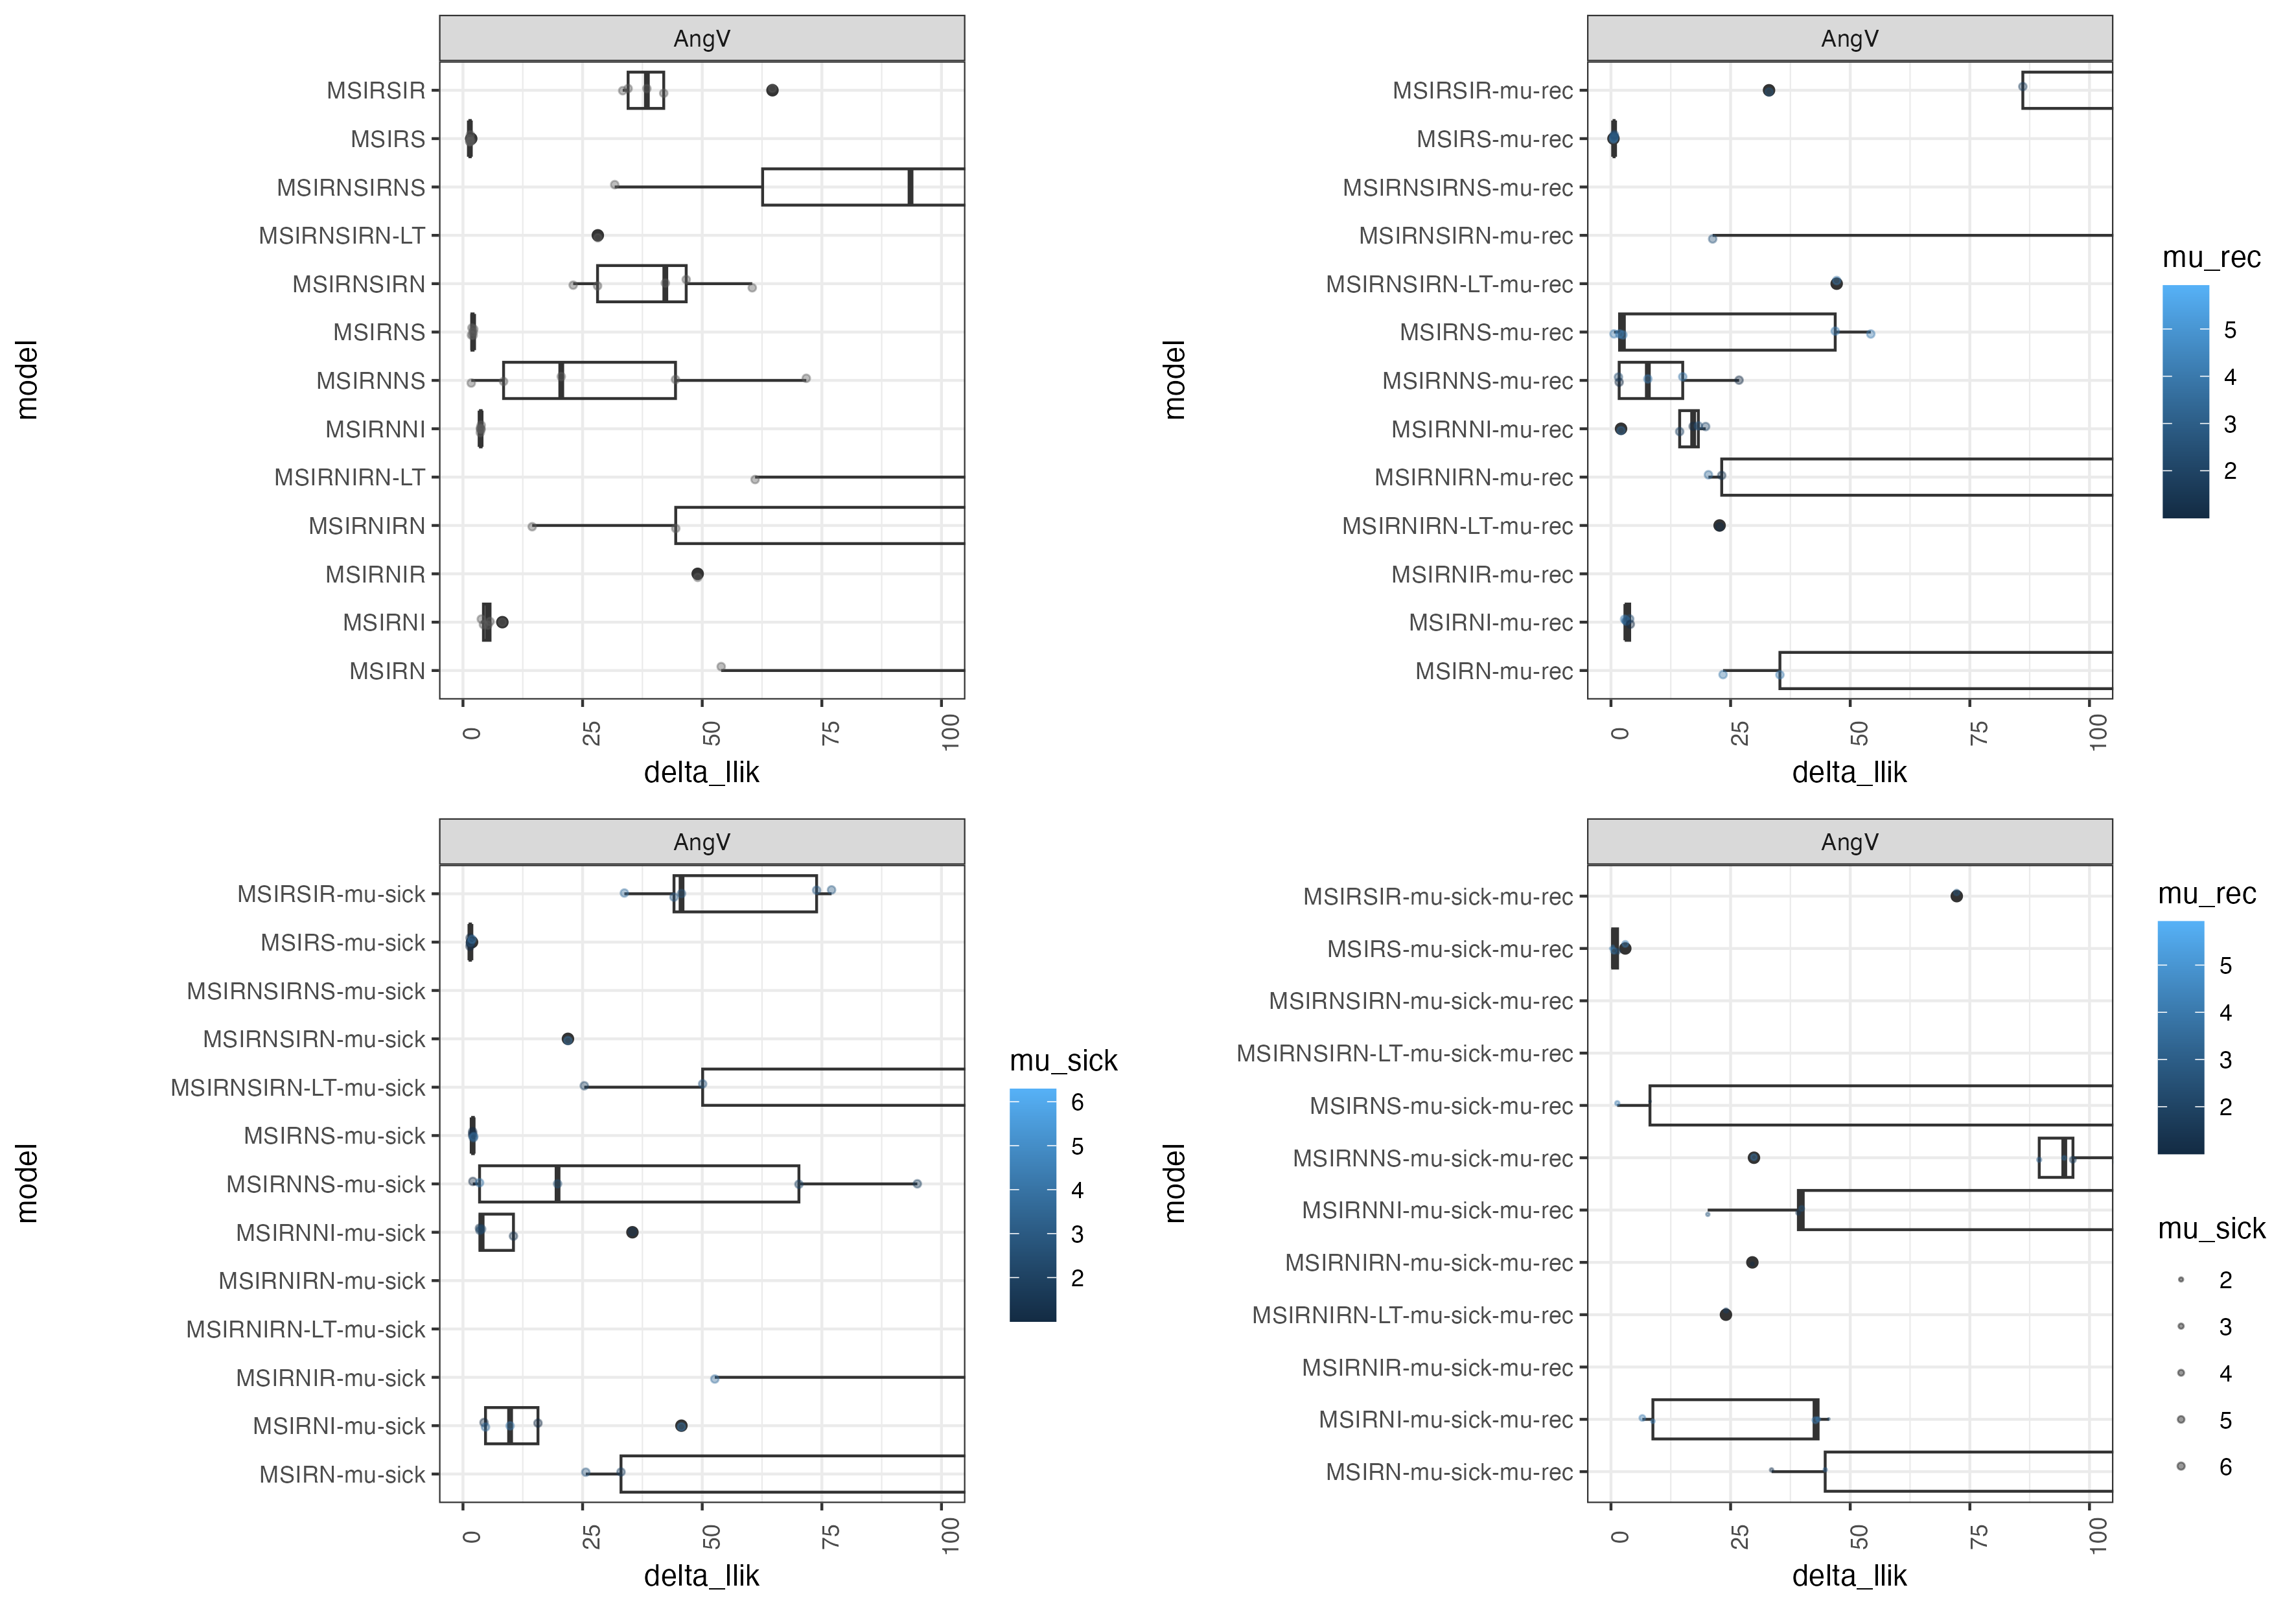 AngV
MSIRSIR
MSIRS
MSIRNSIRNS
MSIRNSIRN-LT
MSIRNSIRN
MSIRNS
MSIRNNS
MSIRNNI
MSIRNIRN-LT
MSIRNIRN
MSIRNIR
MSIRNI
MSIRN
model
0 25 50 75 100
delta_llik
AngV
MSIRSIR-mu-rec
MSIRS-mu-rec
MSIRNSIRNS-mu-rec
MSIRNSIRN-mu-rec
MSIRNSIRN-LT-mu-rec
MSIRNS-mu-rec
MSIRNNS-mu-rec
MSIRNNI-mu-rec
MSIRNIRN-mu-rec
MSIRNIRN-LT-mu-rec
MSIRNIR-mu-rec
MSIRNI-mu-rec
MSIRN-mu-rec
model
0 25 50 75 100
delta_llik
mu_rec
5
4
3
2
AngV
MSIRSIR-mu-sick
MSIRS-mu-sick
MSIRNSIRNS-mu-sick
MSIRNSIRN-mu-sick
MSIRNSIRN-LT-mu-sick
MSIRNS-mu-sick
MSIRNNS-mu-sick
MSIRNNI-mu-sick
MSIRNIRN-mu-sick
MSIRNIRN-LT-mu-sick
MSIRNIR-mu-sick
MSIRNI-mu-sick
MSIRN-mu-sick
model
0 25 50 75 100
delta_llik
mu_sick
6
5
4
3
2
AngV
MSIRSIR-mu-sick-mu-rec
MSIRS-mu-sick-mu-rec
MSIRNSIRN-mu-sick-mu-rec
MSIRNSIRN-LT-mu-sick-mu-rec
MSIRNS-mu-sick-mu-rec
MSIRNNS-mu-sick-mu-rec
MSIRNNI-mu-sick-mu-rec
MSIRNIRN-mu-sick-mu-rec
MSIRNIRN-LT-mu-sick-mu-rec
MSIRNIR-mu-sick-mu-rec
MSIRNI-mu-sick-mu-rec
MSIRN-mu-sick-mu-rec
model
0 25 50 75 100
delta_llik
mu_rec
5
4
3
2
mu_sick
2
3
4
5
6